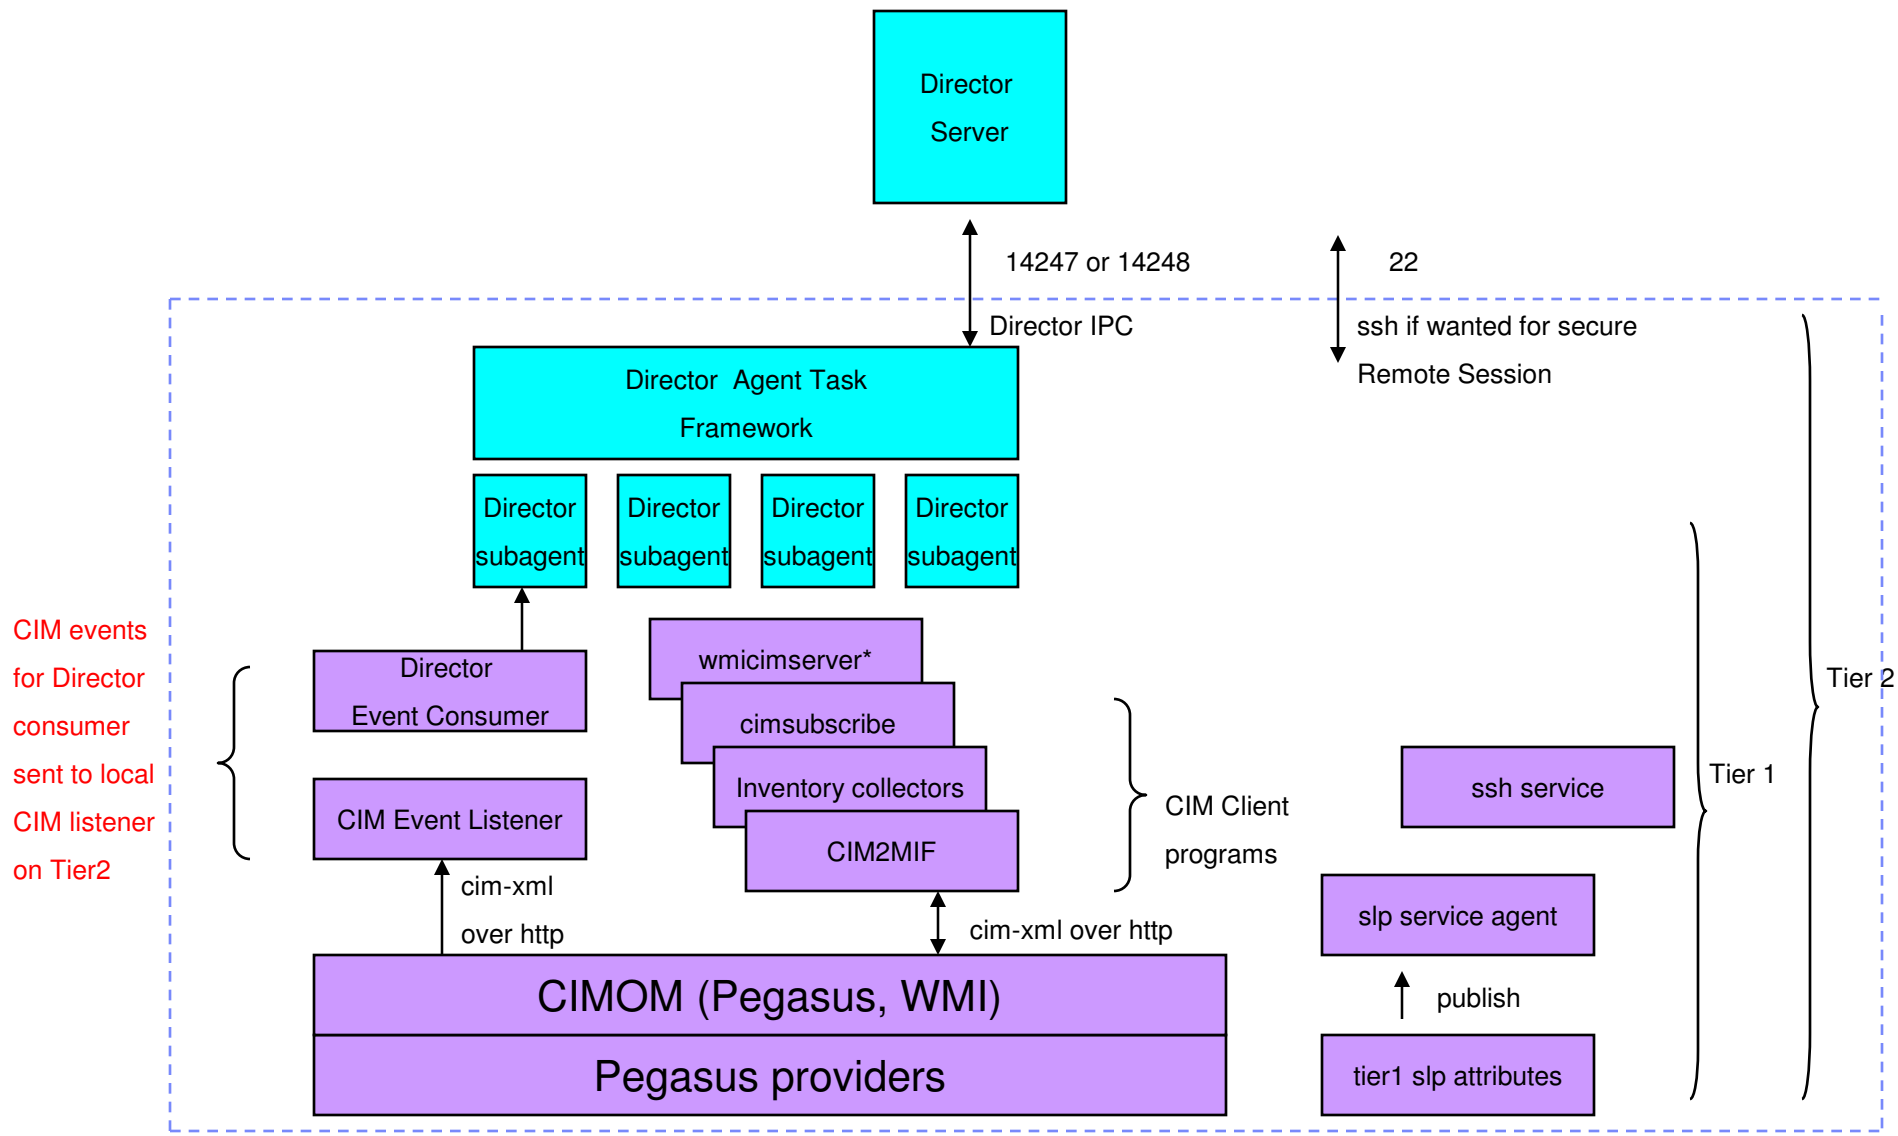 Director
Server
14247 or 14248
22
Director IPC
ssh if wanted for secure
Remote Session
Director  Agent Task
Framework
Director
subagent
Director
subagent
Director
subagent
Director
subagent
CIM events
for Director
consumer
sent to local
CIM listener
on Tier2
Director
Event Consumer
CIM Event Listener
cim-xml
over http
wmicimserver*
cimsubscribe
Inventory collectors
CIM2MIF
CIM Client
programs
cim-xml over http
CIMOM (Pegasus, WMI)
Pegasus providers
ssh service
slp service agent
publish
tier1 slp attributes
Tier 1
Tier 2